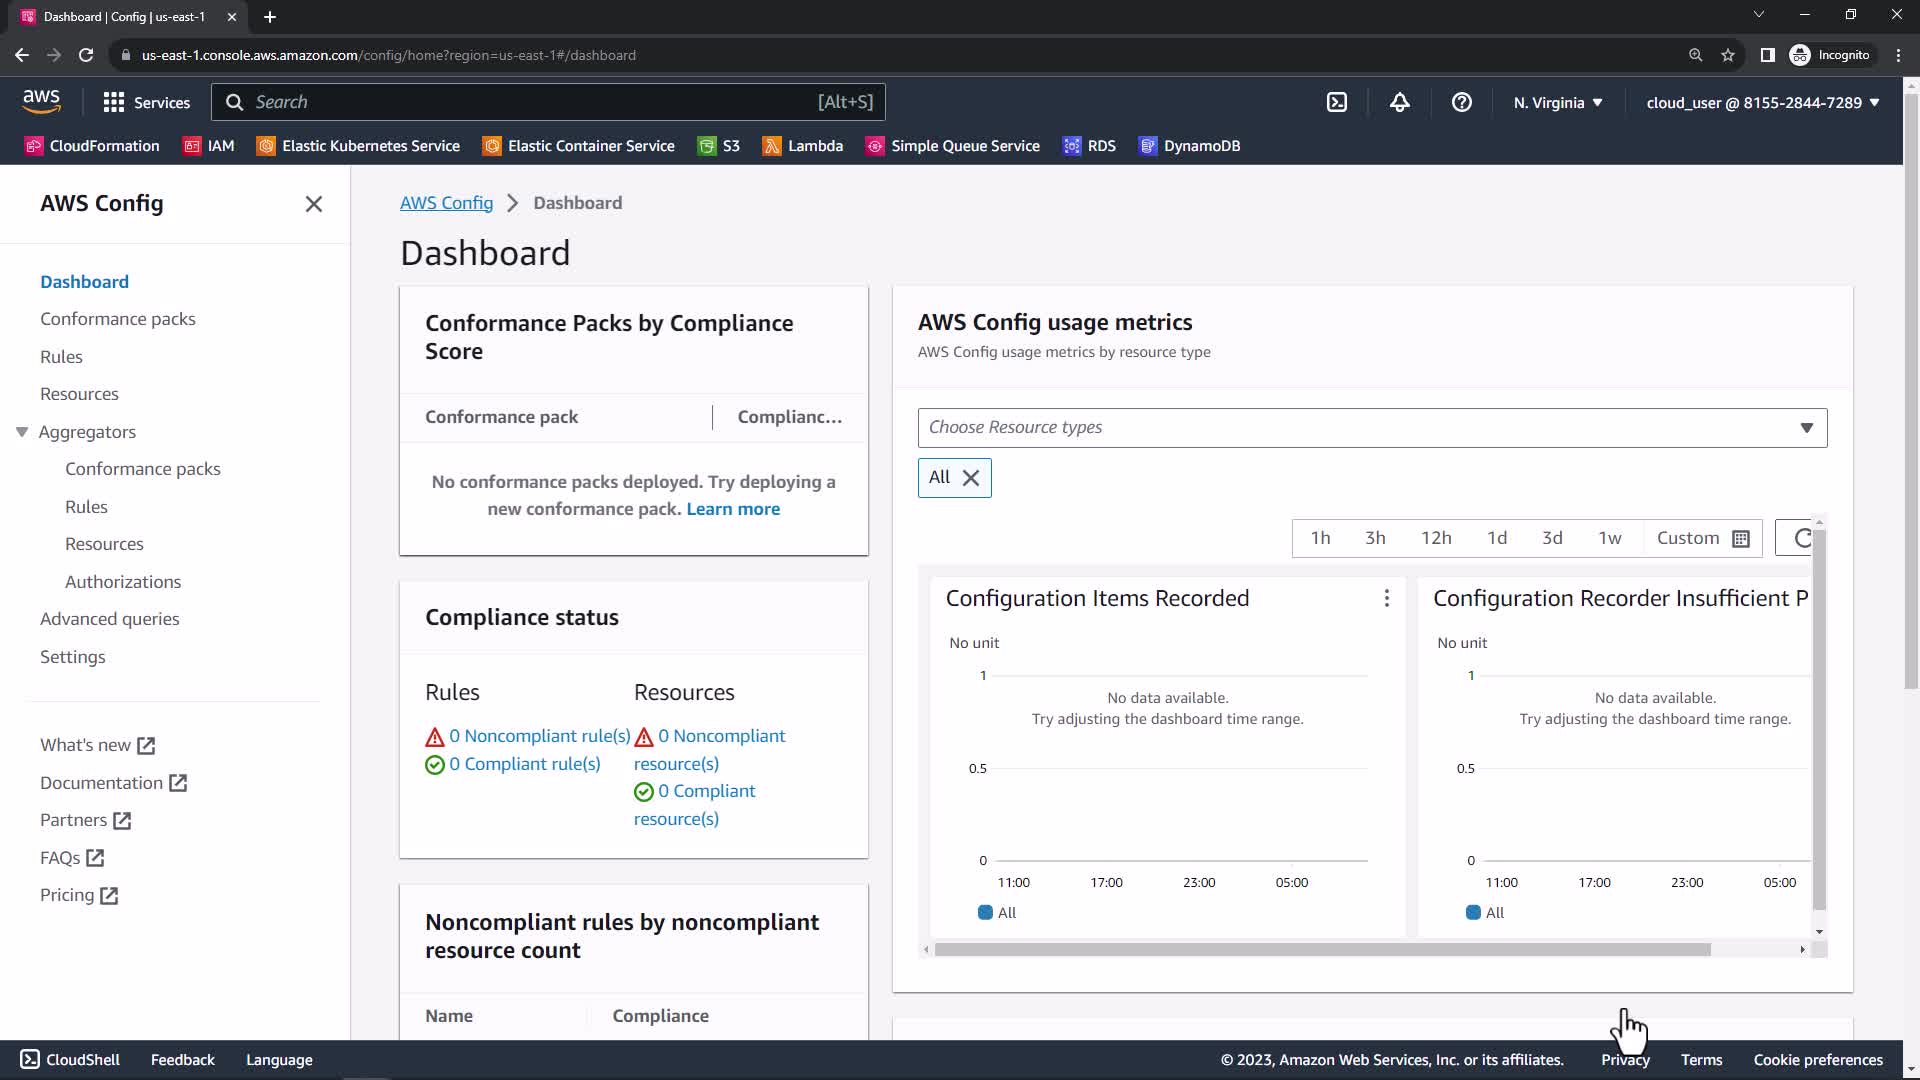 Dashboard | Config | us-east-1
us-east-1.console.aws.amazon.com/config/home?region=us-east-1#/dashboard
Incognito
aws
Services
Search
[Alt+S]
N. Virginia
cloud_user @ 8155-2844-7289
CloudFormation
IAM
Elastic Kubernetes Service
Elastic Container Service
S3
Lambda
Simple Queue Service
RDS
DynamoDB
AWS Config
Dashboard
Conformance packs
Rules
Resources
Aggregators
Conformance packs
Rules
Resources
Authorizations
Advanced queries
Settings
What's new
Documentation
Partners
FAQs
Pricing
AWS Config > Dashboard
Dashboard
Conformance Packs by Compliance
Score
Conformance pack
Complianc...
No conformance packs deployed. Try deploying a
new conformance pack. Learn more
Compliance status
Rules
0 Noncompliant rule(s)
0 Compliant rule(s)
Resources
0 Noncompliant
resource(s)
0 Compliant
resource(s)
Noncompliant rules by noncompliant
resource count
Name
Compliance
AWS Config usage metrics
AWS Config usage metrics by resource type
Choose Resource types
All
1h
3h
12h
1d
3d
1w
Custom
Configuration Items Recorded
No unit
1
No data available.
Try adjusting the dashboard time range.
0.5
0
11:00
17:00
23:00
05:00
All
Configuration Recorder Insufficient P
No unit
1
No data available.
Try adjusting the dashboard time range.
0.5
0
11:00
17:00
23:00
05:00
All
CloudShell
Feedback
Language
© 2023, Amazon Web Services, Inc. or its affiliates.
Privacy
Terms
Cookie preferences